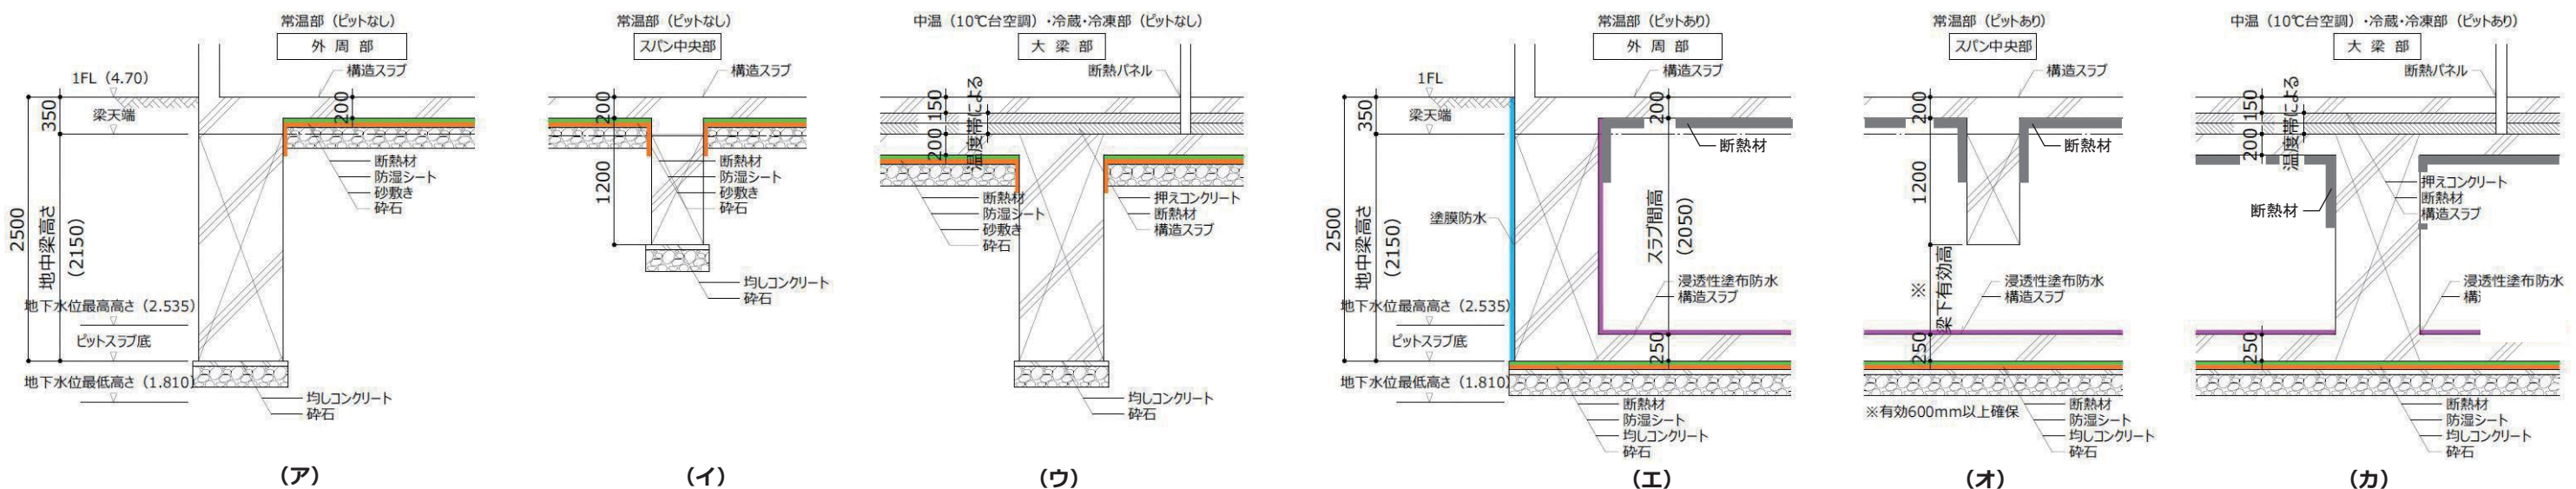 常温部（ピットなし）
外周部
構造スラブ
1FL（4.70）
梁天端
350
200
2500
地中梁高さ
（2150）
断熱材
防湿シート
砂敷き
砕石
地下水位最高高さ（2.535）
ピットスラブ底
地下水位最低高さ（1.810）
均しコンクリート
砕石
（ア）
常温部（ピットなし）
スパン中央部
構造スラブ
200
1200
断熱材
防湿シート
砂敷き
砕石
均しコンクリート
砕石
（イ）
中温（10℃台空調）・冷蔵・冷凍部（ピットなし）
大梁部
断熱パネル
150
200
温度帯による
断熱材
防湿シート
砂敷き
砕石
押えコンクリート
断熱材
構造スラブ
均しコンクリート
砕石
（ウ）
常温部（ピットあり）
外周部
構造スラブ
1FL
梁天端
350
200
断熱材
2500
地中梁高さ
（2150）
塗膜防水
スラブ間高
（2050）
浸透性塗布防水
構造スラブ
地下水位最高高さ（2.535）
ピットスラブ底
250
地下水位最低高さ（1.810）
断熱材
防湿シート
均しコンクリート
砕石
（エ）
常温部（ピットあり）
スパン中央部
構造スラブ
200
断熱材
1200
※
梁下有効高
浸透性塗布防水
構造スラブ
250
※有効600mm以上確保
断熱材
防湿シート
均しコンクリート
砕石
（オ）
中温（10℃台空調）・冷蔵・冷凍部（ピットあり）
大梁部
断熱パネル
150
200
温度帯による
押えコンクリート
断熱材
構造スラブ
断熱材
浸透性塗布防水
構
250
断熱材
防湿シート
均しコンクリート
砕石
（カ）